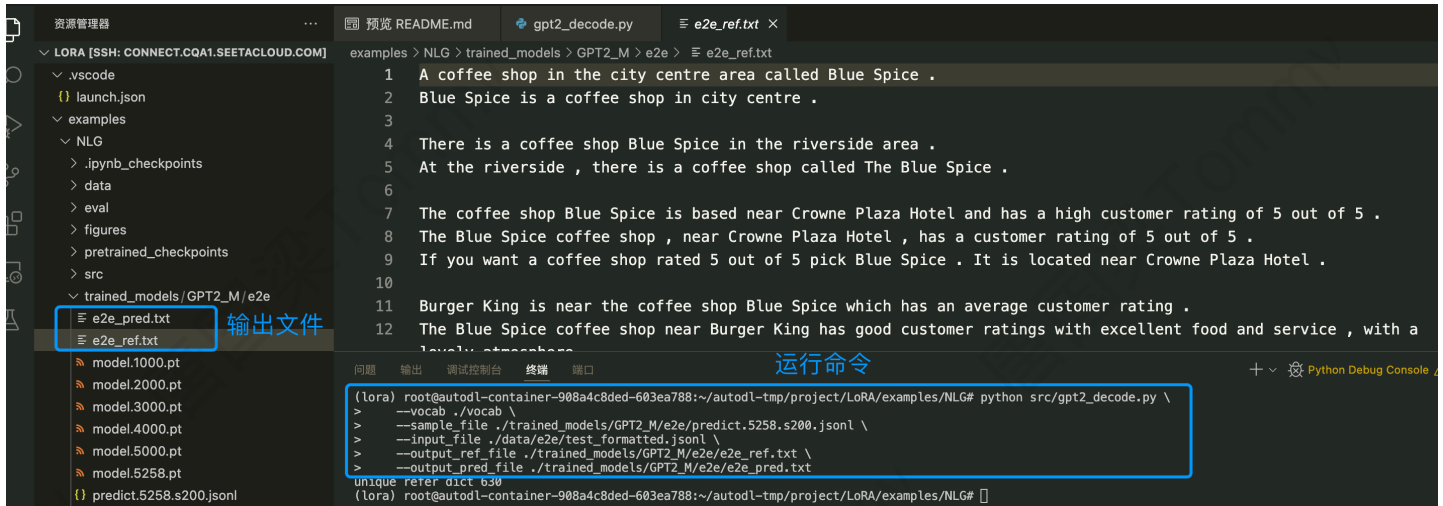 资源管理器
···
预览 README.md
gpt2_decode.py
e2e_ref.txt
LORA [SSH: CONNECT.CQA1.SEETACLOUD.COM]
examples > NLG > trained_models > GPT2_M > e2e > e2e_ref.txt
.vscode
{} launch.json
examples
NLG
.ipynb_checkpoints
data
eval
figures
pretrained_checkpoints
src
trained_models/GPT2_M/e2e
e2e_pred.txt
e2e_ref.txt
输出文件
model.1000.pt
model.2000.pt
model.3000.pt
model.4000.pt
model.5000.pt
model.5258.pt
{} predict.5258.s200.jsonl
1 A coffee shop in the city centre area called Blue Spice .
2 Blue Spice is a coffee shop in city centre .
3
4 There is a coffee shop Blue Spice in the riverside area .
5 At the riverside , there is a coffee shop called The Blue Spice .
6
7 The coffee shop Blue Spice is based near Crowne Plaza Hotel and has a high customer rating of 5 out of 5 .
8 The Blue Spice coffee shop , near Crowne Plaza Hotel , has a customer rating of 5 out of 5 .
9 If you want a coffee shop rated 5 out of 5 pick Blue Spice . It is located near Crowne Plaza Hotel .
10
11 Burger King is near the coffee shop Blue Spice which has an average customer rating .
12 The Blue Spice coffee shop near Burger King has good customer ratings with excellent food and service , with a
lovely atmosphere
运行命令
问题 输出 调试控制台 终端 端口
Python Debug Console
(lora) root@autodl-container-908a4c8ded-603ea788:~/autodl-tmp/project/LoRA/examples/NLG# python src/gpt2_decode.py \
> --vocab ./vocab \
> --sample_file ./trained_models/GPT2_M/e2e/predict.5258.s200.jsonl \
> --input_file ./data/e2e/test_formatted.jsonl \
> --output_ref_file ./trained_models/GPT2_M/e2e/e2e_ref.txt \
> --output_pred_file ./trained_models/GPT2_M/e2e/e2e_pred.txt
unique refer dict 630
(lora) root@autodl-container-908a4c8ded-603ea788:~/autodl-tmp/project/LoRA/examples/NLG#